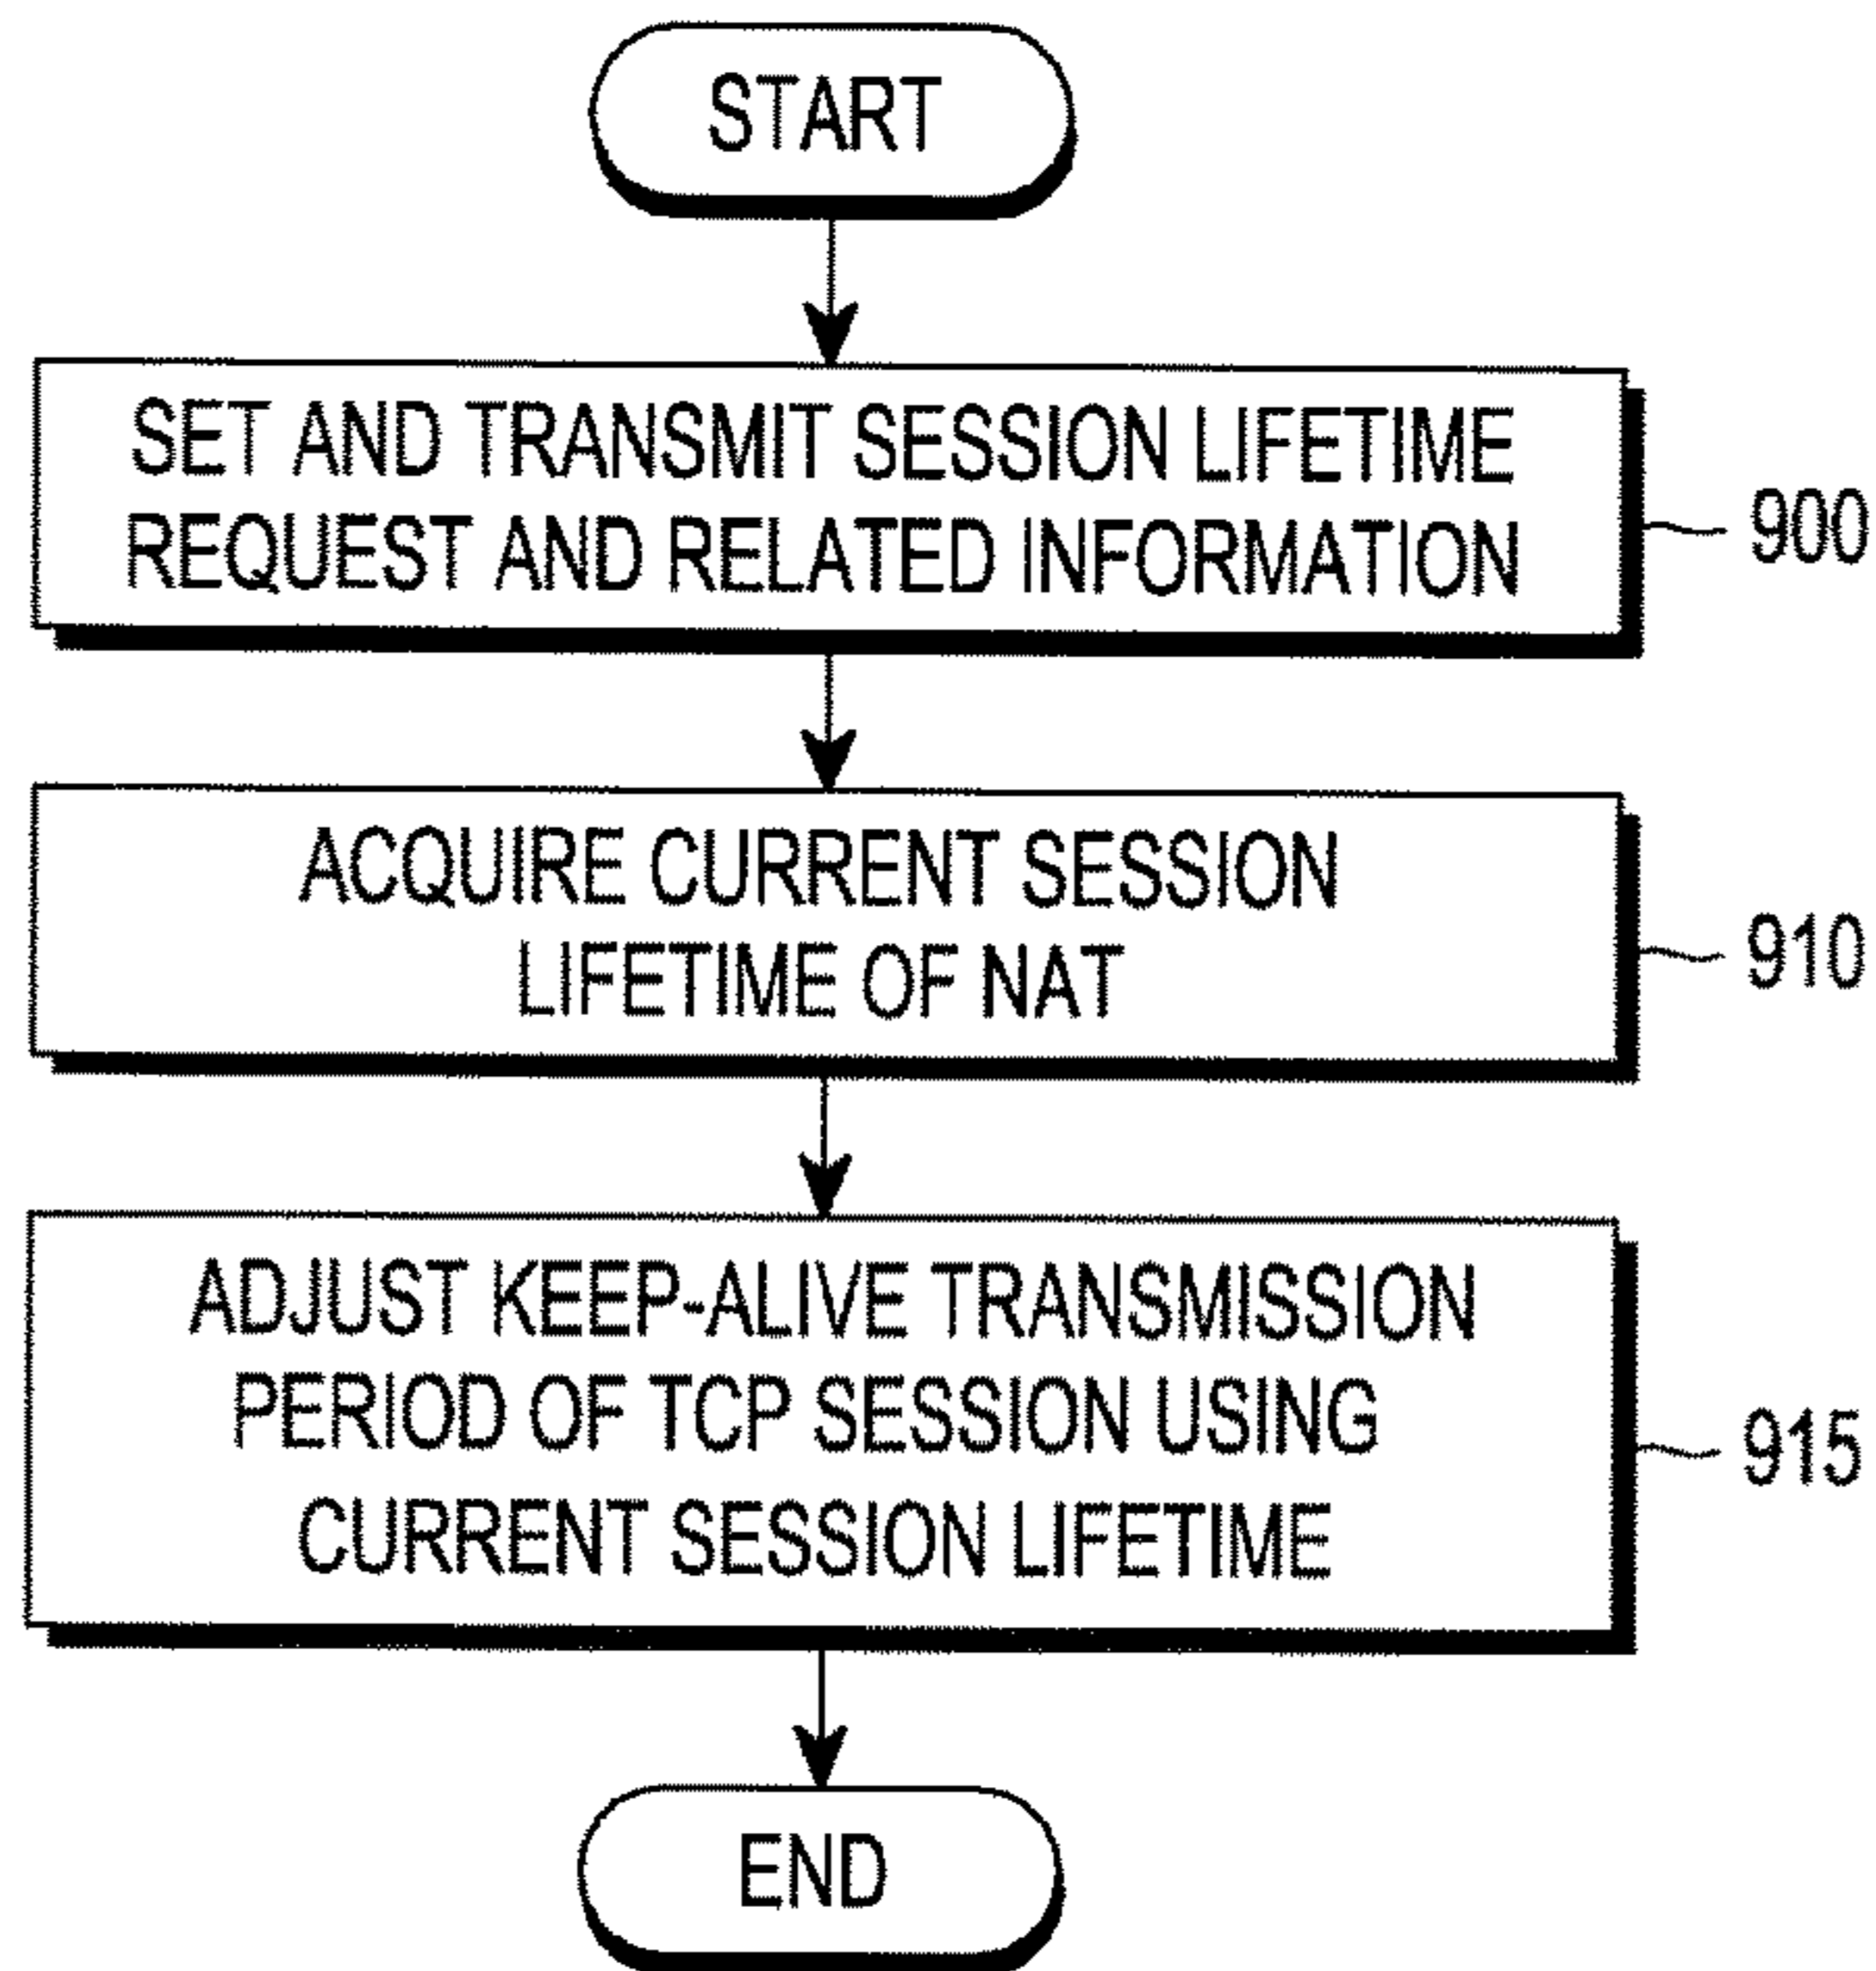 START
SET AND TRANSMIT SESSION LIFETIME
REQUEST AND RELATED INFORMATION
900
ACQUIRE CURRENT SESSION
LIFETIME OF NAT
910
ADJUST KEEP-ALIVE TRANSMISSION
PERIOD OF TCP SESSION USING
CURRENT SESSION LIFETIME
915
END